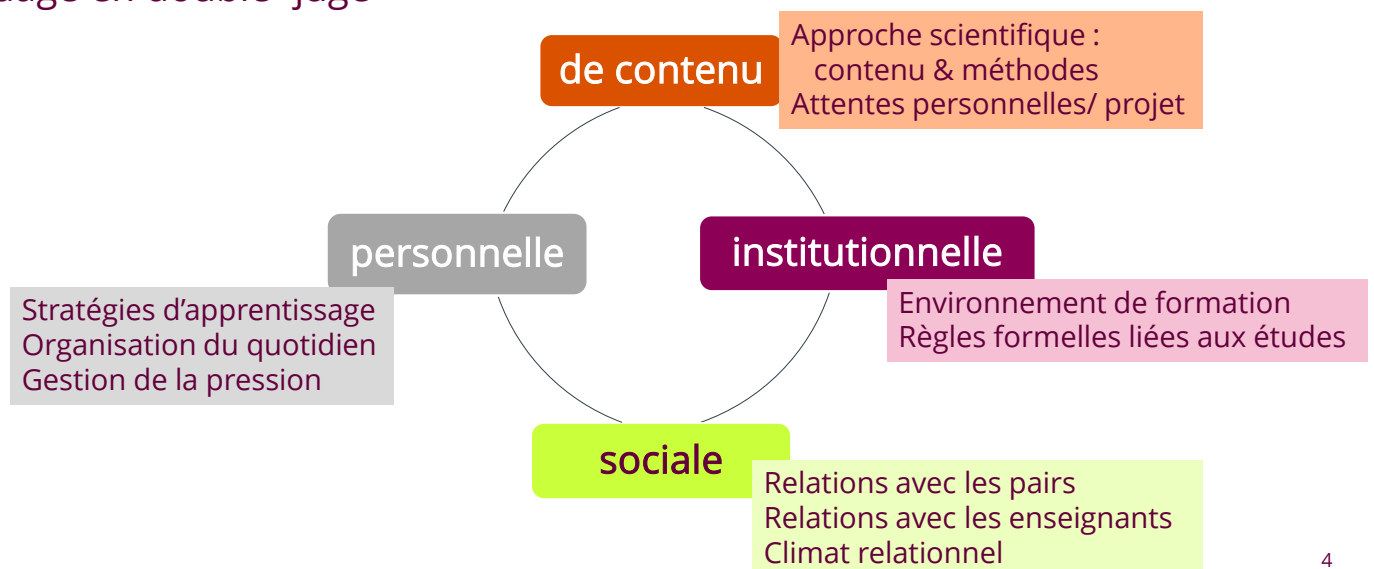 en double
de contenu
Approche scientifique :
contenu & méthodes
Attentes personnelles/ projet
personnelle
institutionnelle
Stratégies d'apprentissage
Organisation du quotidien
Gestion de la pression
Environnement de formation
Règles formelles liées aux études
sociale
Relations avec les pairs
Relations avec les enseignants
Climat relationnel
4